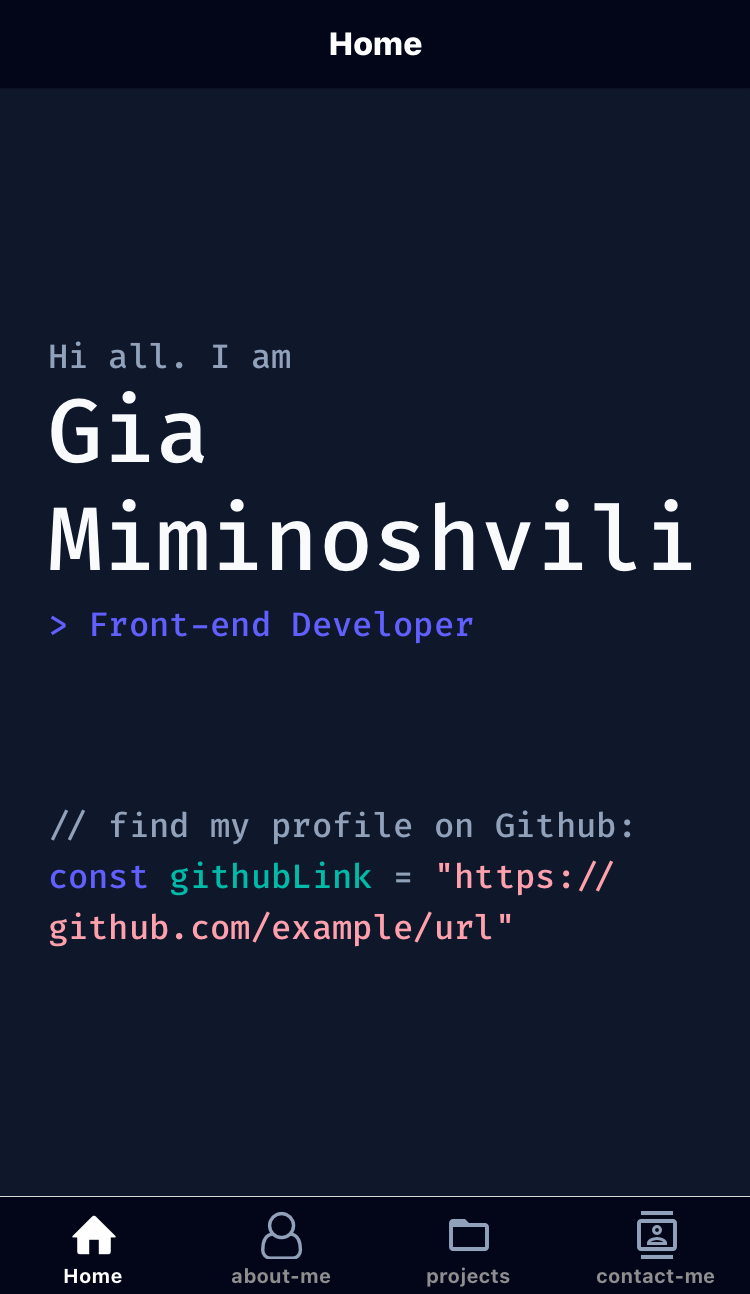 Home
Hi all. I am
Gia
Miminoshvili
> Front-end Developer
// find my profile on Github:
const githubLink = "https://
github.com/example/url"
Home
about-me
projects
contact-me